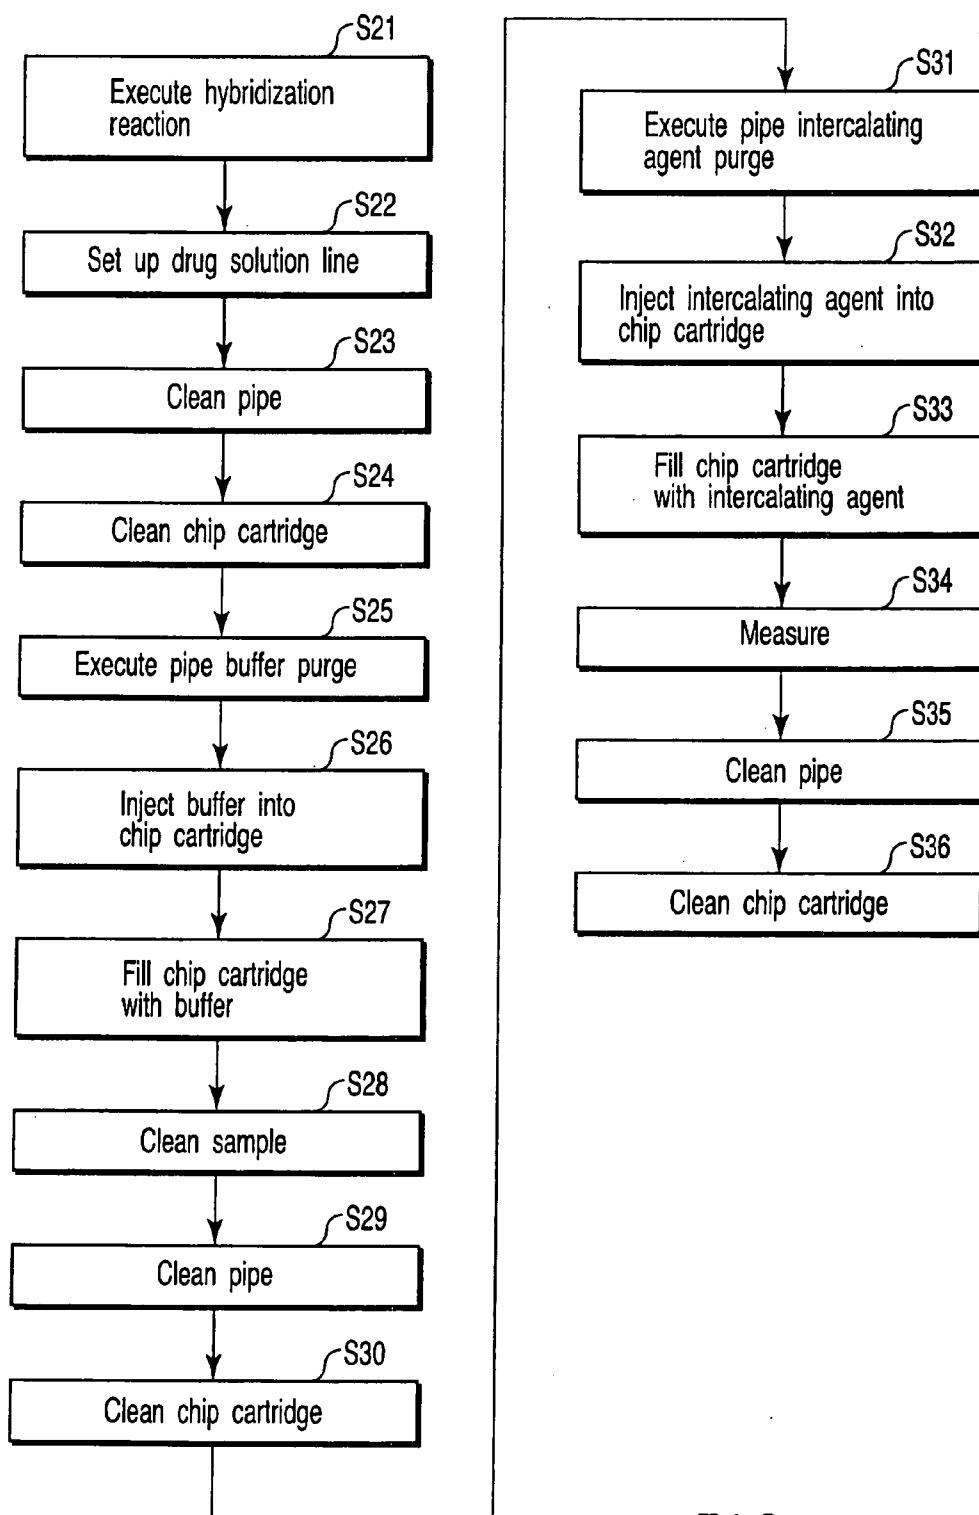 S21
Execute hybridization
reaction
S22
Set up drug solution line
S23
Clean pipe
S24
Clean chip cartridge
S25
Execute pipe buffer purge
S26
Inject buffer into
chip cartridge
S27
Fill chip cartridge
with buffer
S28
Clean sample
S29
Clean pipe
S30
Clean chip cartridge
S31
Execute pipe intercalating
agent purge
S32
Inject intercalating agent into
chip cartridge
S33
Fill chip cartridge
with intercalating agent
S34
Measure
S35
Clean pipe
S36
Clean chip cartridge